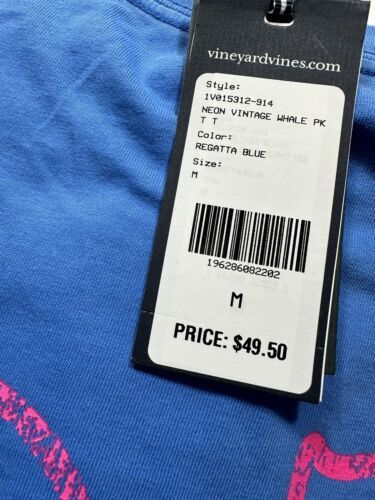 vineyardvines.com
Style:
1V015312-914
NEON VINTAGE WHALE PK
T T
Color:
REGATTA BLUE
Size:
M
196286082202
M
PRICE: $49.50